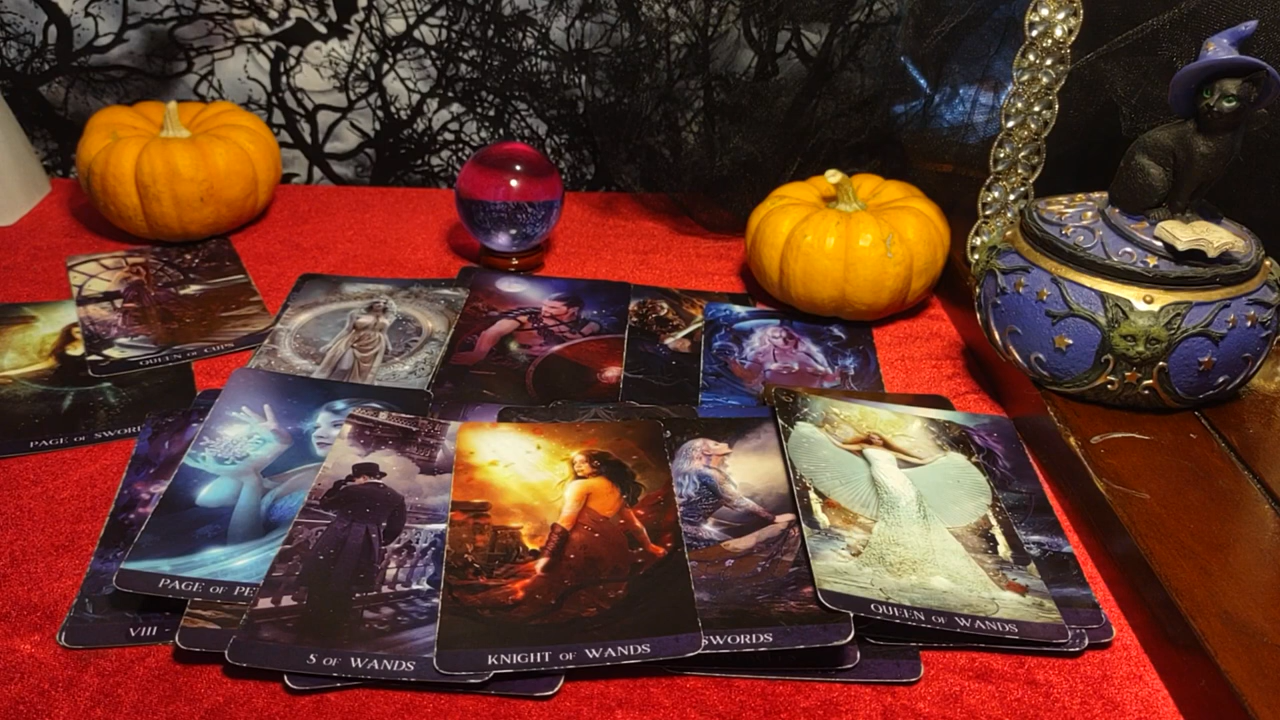 QUEEN OF CUPS
PAGE OF SWORD
PAGE OF PE
VIII -
5 OF WANDS
KNIGHT OF WANDS
SWORDS
QUEEN OF WANDS